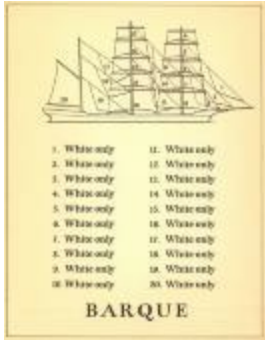 1. White only 11. White only
2. White only 12. White only
3. White only 13. White only
4. White only 14. White only
5. White only 15. White only
6. White only 16. White only
7. White only 17. White only
8. White only 18. White only
9. White only 19. White only
10. White only 20. White only
BARQUE